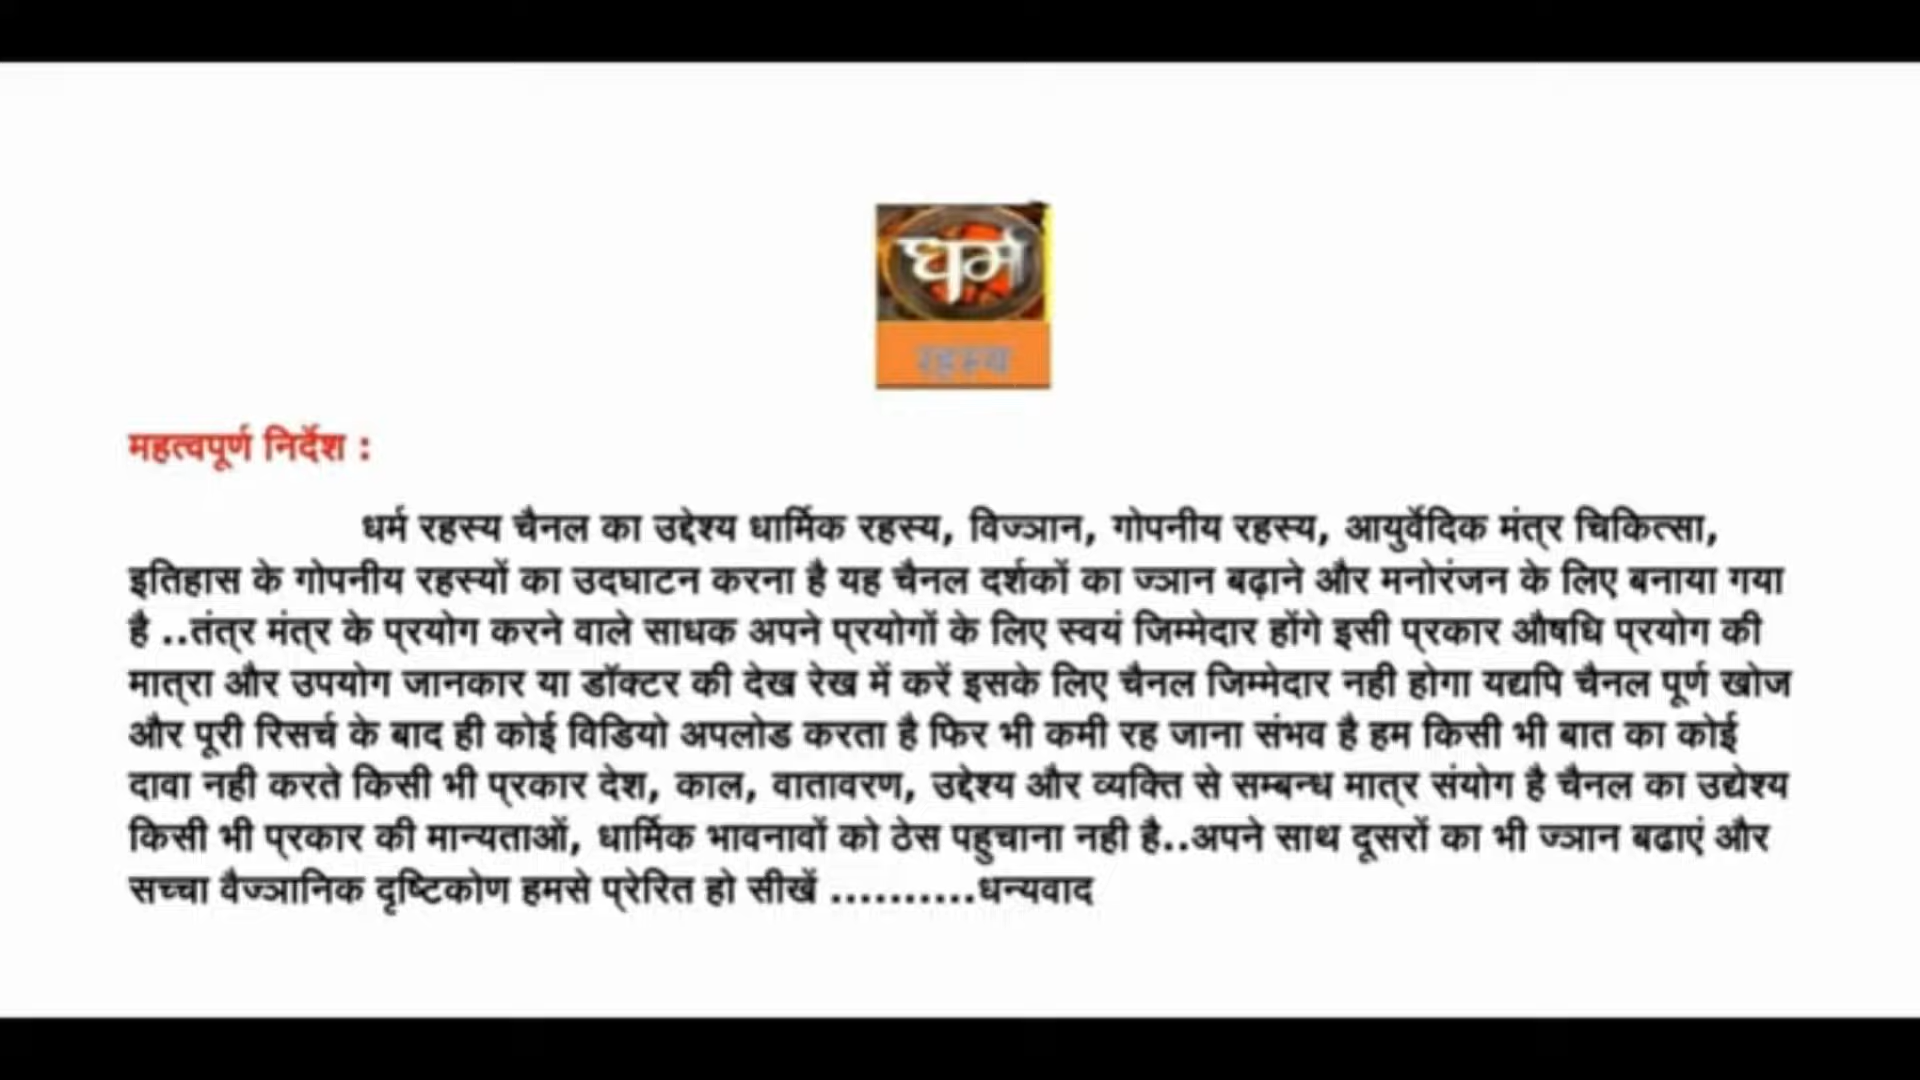 धर्म
रहस्य
महत्वपूर्ण निर्देश :
धर्म रहस्य चैनल का उद्देश्य धार्मिक रहस्य, विज्ञान, गोपनीय रहस्य, आयुर्वेदिक मंत्र चिकित्सा,
इतिहास के गोपनीय रहस्यों का उदघाटन करना है यह चैनल दर्शकों का ज्ञान बढ़ाने और मनोरंजन के लिए बनाया गया
है ..तंत्र मंत्र के प्रयोग करने वाले साधक अपने प्रयोगों के लिए स्वयं जिम्मेदार होंगे इसी प्रकार औषधि प्रयोग की
मात्रा और उपयोग जानकार या डॉक्टर की देख रेख में करें इसके लिए चैनल जिम्मेदार नही होगा यद्यपि चैनल पूर्ण खोज
और पूरी रिसर्च के बाद ही कोई विडियो अपलोड करता है फिर भी कमी रह जाना संभव है हम किसी भी बात का कोई
दावा नही करते किसी भी प्रकार देश, काल, वातावरण, उद्देश्य और व्यक्ति से सम्बन्ध मात्र संयोग है चैनल का उद्येश्य
किसी भी प्रकार की मान्यताओं, धार्मिक भावनावों को ठेस पहुचाना नही है..अपने साथ दूसरों का भी ज्ञान बढाएं और
सच्चा वैज्ञानिक दृष्टिकोण हमसे प्रेरित हो सीखें ..........धन्यवाद